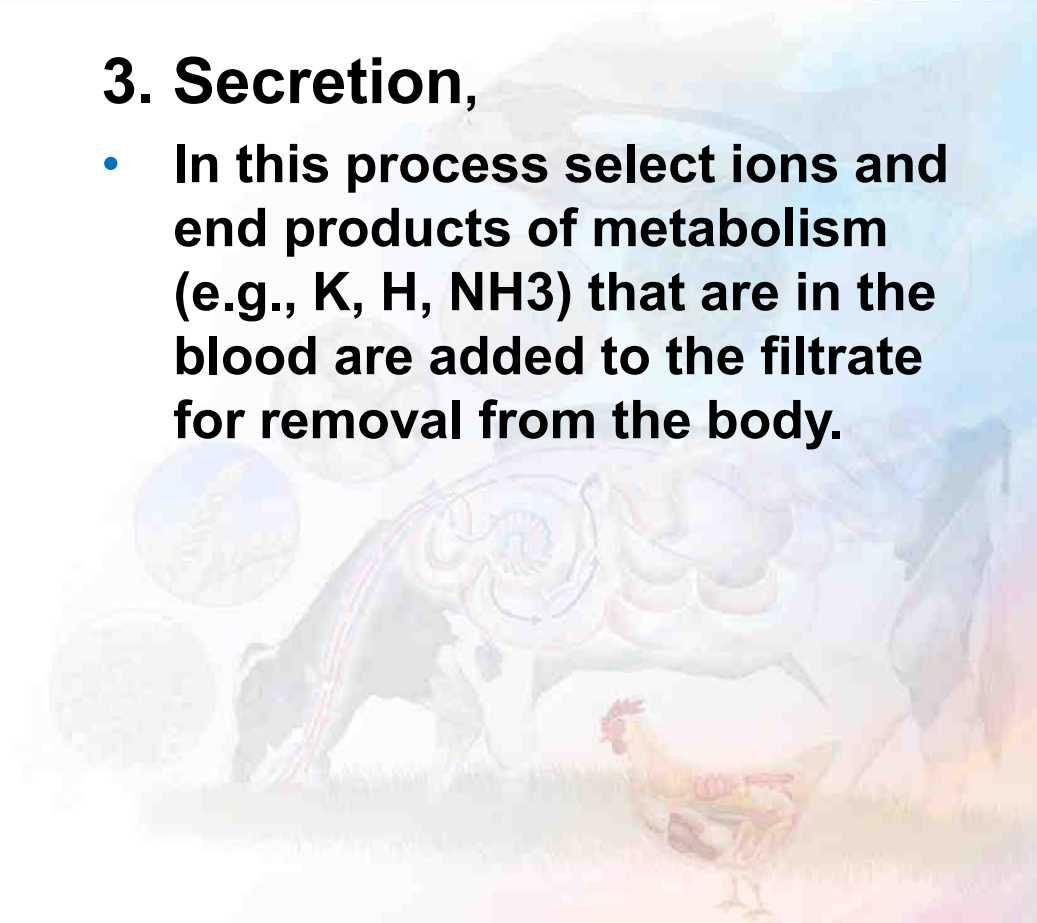 3. Secretion,
• In this process select ions and
end products of metabolism
(e.g., K, H, NH3) that are in the
blood are added to the filtrate
for removal from the body.